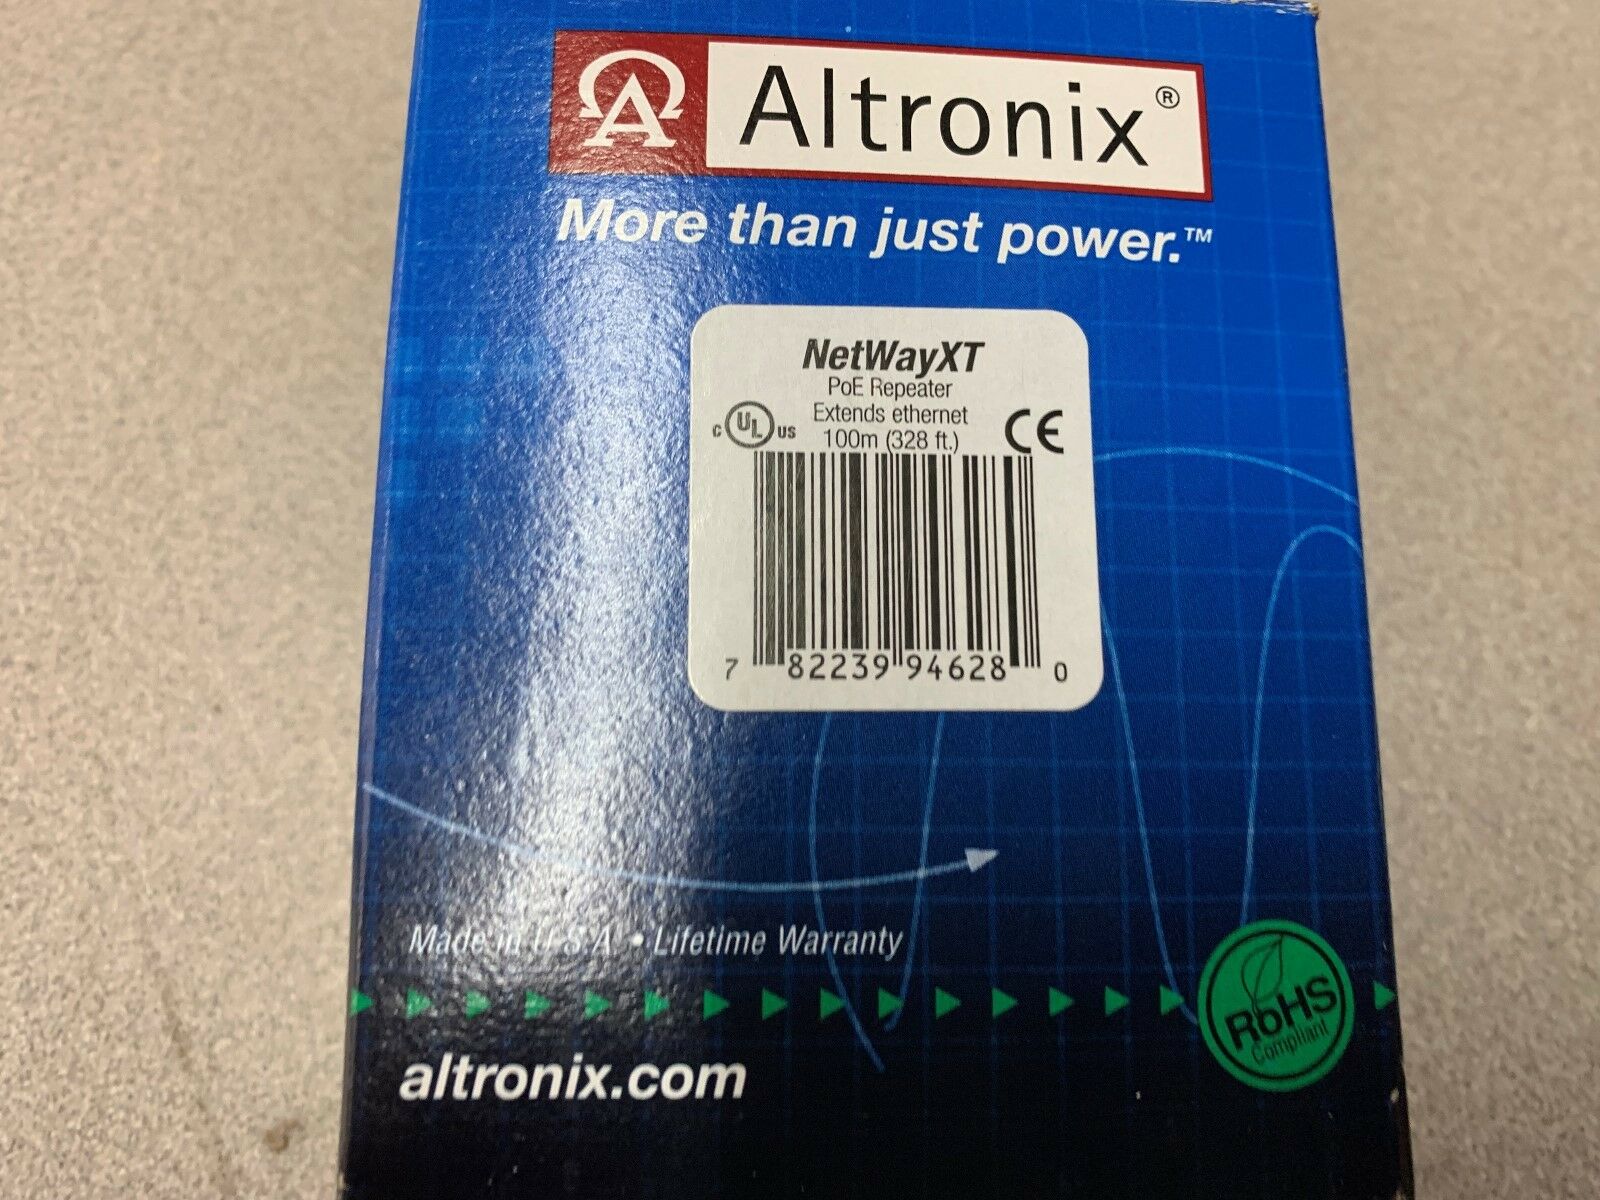 Altronix®
More than just power.™
NetWayXT
PoE Repeater
Extends ethernet
100m (328 ft.)
c UL us
CE
7 82239 94628 0
Made in U.S.A. • Lifetime Warranty
RoHS
Compliant
altronix.com